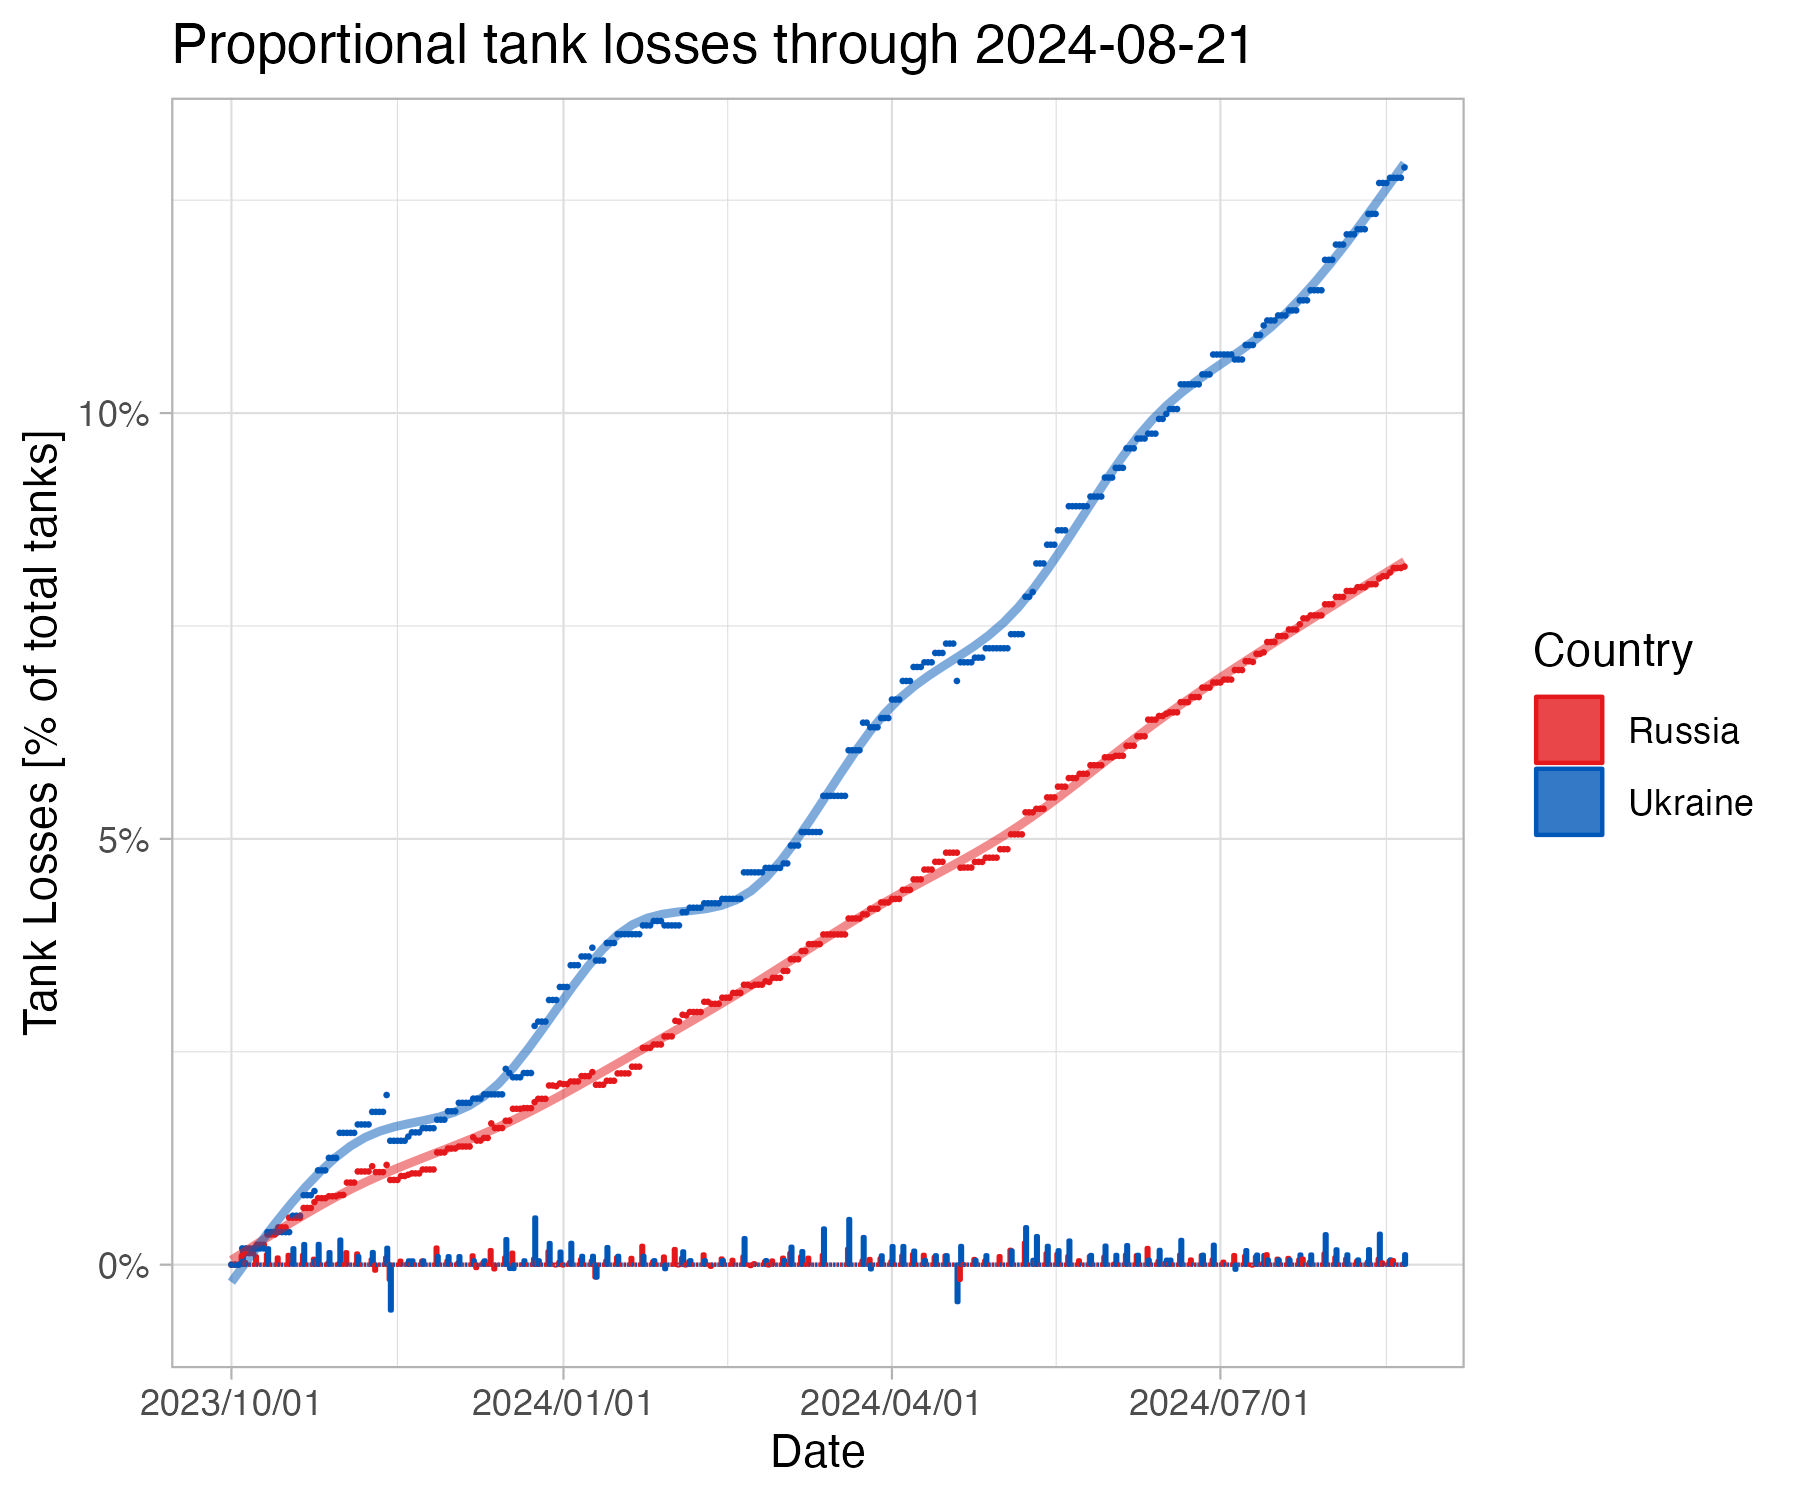 Proportional tank losses through 2024-08-21
Tank Losses [% of total tanks]
10%
5%
0%
2023/10/01
2024/01/01
2024/04/01
2024/07/01
Date
Country
Russia
Ukraine